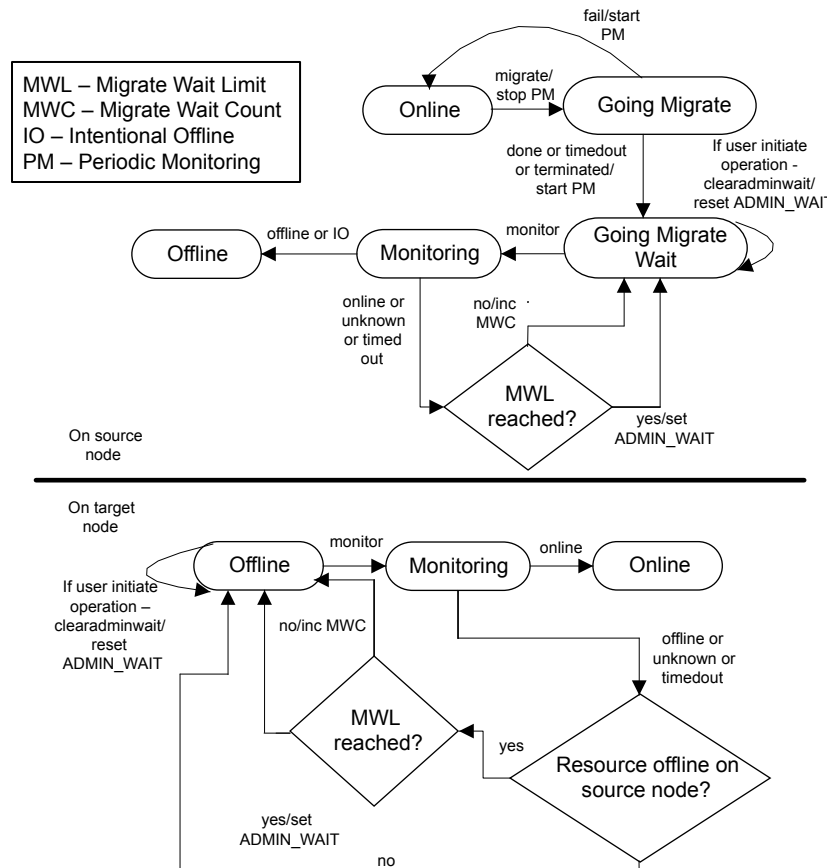 fail/start
PM
MWL – Migrate Wait Limit
MWC – Migrate Wait Count
IO – Intentional Offline
PM – Periodic Monitoring
Online
migrate/
stop PM
Going Migrate
done or timedout
or terminated/
start PM
If user initiate
operation -
clearadminwait/
reset ADMIN_WAIT
Offline
offline or IO
Monitoring
monitor
Going Migrate
Wait
online or
unknown
or timed
out
no/inc
MWC
MWL
reached?
yes/set
ADMIN_WAIT
On source
node
On target
node
Offline
monitor
Monitoring
online
Online
If user initiate
operation –
clearadminwait/
reset
ADMIN_WAIT
no/inc MWC
offline or
unknown or
timedout
MWL
reached?
yes
Resource offline on
source node?
yes/set
ADMIN_WAIT
no